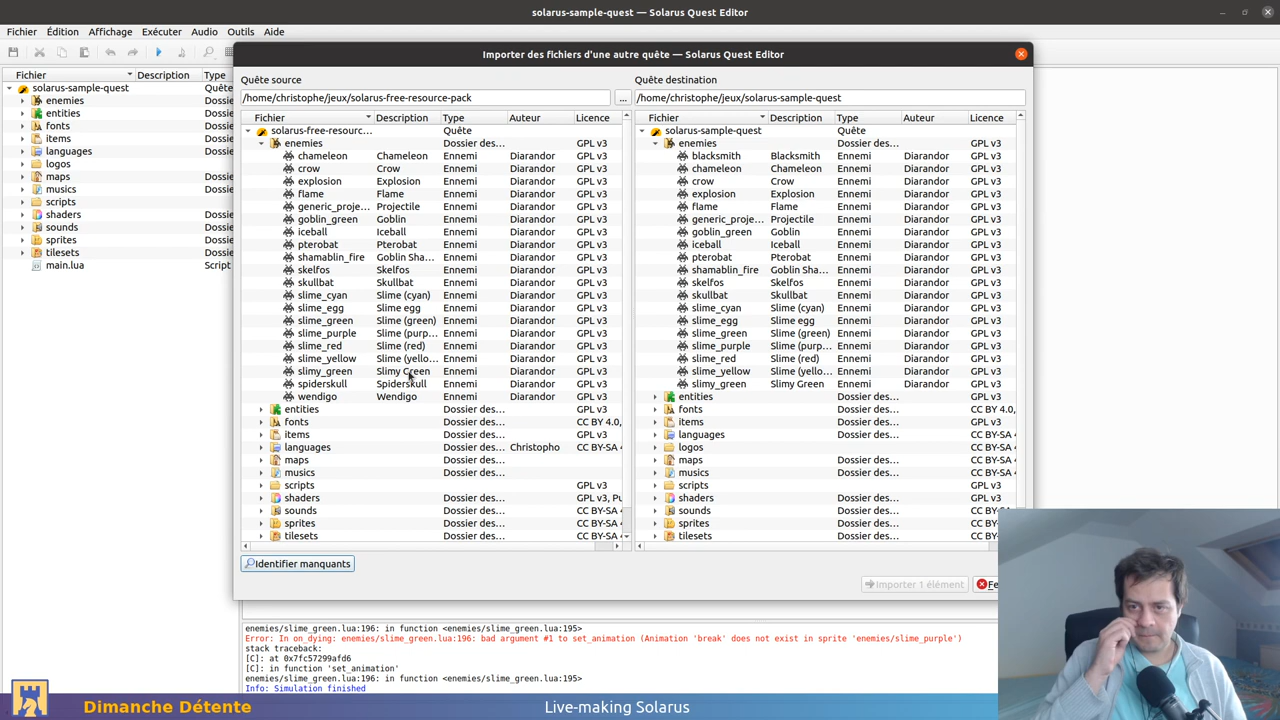 solarus-sample-quest — Solarus Quest Editor
Fichier Édition Affichage Exécuter Audio Outils Aide
Fichier Description Type
solarus-sample-quest Quête
enemies Dossie
entities Dossie
fonts Dossie
items Dossie
languages Dossie
logos
maps Dossie
musics Dossie
scripts
shaders Dossie
sounds Dossie
sprites Dossie
tilesets Dossie
main.lua Script
Importer des fichiers d'une autre quête — Solarus Quest Editor
Quête source
/home/christophe/jeux/solarus-free-resource-pack ...
Fichier Description Type Auteur Licence
solarus-free-resourc... Quête
enemies Dossier des... GPL v3
chameleon Chameleon Ennemi Diarandor GPL v3
crow Crow Ennemi Diarandor GPL v3
explosion Explosion Ennemi Diarandor GPL v3
flame Flame Ennemi Diarandor GPL v3
generic_proje... Projectile Ennemi Diarandor GPL v3
goblin_green Goblin Ennemi Diarandor GPL v3
iceball Iceball Ennemi Diarandor GPL v3
pterobat Pterobat Ennemi Diarandor GPL v3
shamablin_fire Goblin Sha... Ennemi Diarandor GPL v3
skelfos Skelfos Ennemi Diarandor GPL v3
skullbat Skullbat Ennemi Diarandor GPL v3
slime_cyan Slime (cyan) Ennemi Diarandor GPL v3
slime_egg Slime egg Ennemi Diarandor GPL v3
slime_green Slime (green) Ennemi Diarandor GPL v3
slime_purple Slime (purp... Ennemi Diarandor GPL v3
slime_red Slime (red) Ennemi Diarandor GPL v3
slime_yellow Slime (yello... Ennemi Diarandor GPL v3
slimy_green Slimy Green Ennemi Diarandor GPL v3
spiderskull Spiderskull Ennemi Diarandor GPL v3
wendigo Wendigo Ennemi Diarandor GPL v3
entities Dossier des... GPL v3
fonts Dossier des... CC BY 4.0,
items Dossier des... GPL v3
languages Dossier des... Christopho CC BY-SA 4
maps Dossier des...
musics Dossier des...
scripts GPL v3
shaders Dossier des... GPL v3, Pu
sounds Dossier des... CC BY-SA 4
sprites Dossier des... CC BY-SA 4
tilesets Dossier des... CC BY-SA 4
Identifier manquants
Quête destination
/home/christophe/jeux/solarus-sample-quest
Fichier Description Type Auteur Licence
solarus-sample-quest Quête
enemies Dossier des... GPL v3
blacksmith Blacksmith Ennemi Diarandor GPL v3
chameleon Chameleon Ennemi Diarandor GPL v3
crow Crow Ennemi Diarandor GPL v3
explosion Explosion Ennemi Diarandor GPL v3
flame Flame Ennemi Diarandor GPL v3
generic_proje... Projectile Ennemi Diarandor GPL v3
goblin_green Goblin Ennemi Diarandor GPL v3
iceball Iceball Ennemi Diarandor GPL v3
pterobat Pterobat Ennemi Diarandor GPL v3
shamablin_fire Goblin Sha... Ennemi Diarandor GPL v3
skelfos Skelfos Ennemi Diarandor GPL v3
skullbat Skullbat Ennemi Diarandor GPL v3
slime_cyan Slime (cyan) Ennemi Diarandor GPL v3
slime_egg Slime egg Ennemi Diarandor GPL v3
slime_green Slime (green) Ennemi Diarandor GPL v3
slime_purple Slime (purp... Ennemi Diarandor GPL v3
slime_red Slime (red) Ennemi Diarandor GPL v3
slime_yellow Slime (yello... Ennemi Diarandor GPL v3
slimy_green Slimy Green Ennemi Diarandor GPL v3
entities Dossier des... GPL v3
fonts Dossier des... CC BY 4.0,
items Dossier des... GPL v3
languages Dossier des... CC BY-SA 4
logos CC BY-SA 4
maps Dossier des... CC BY-SA 4
musics Dossier des... CC BY-SA 4
scripts GPL v3
shaders Dossier des... GPL v3
sounds Dossier des... CC BY-SA
sprites Dossier des... CC
tilesets Dossier des... CC
Importer 1 élément
Fe
enemies/slime_green.lua:196: in function <enemies/slime_green.lua:195>
Error: In on_dying: enemies/slime_green.lua:196: bad argument #1 to set_animation (Animation 'break' does not exist in sprite 'enemies/slime_purple')
stack traceback:
[C]: at 0x7fc57299afd6
[C]: in function 'set_animation'
enemies/slime_green.lua:196: in function <enemies/slime_green.lua:195>
Info: Simulation finished
Dimanche Détente
Live-making Solarus